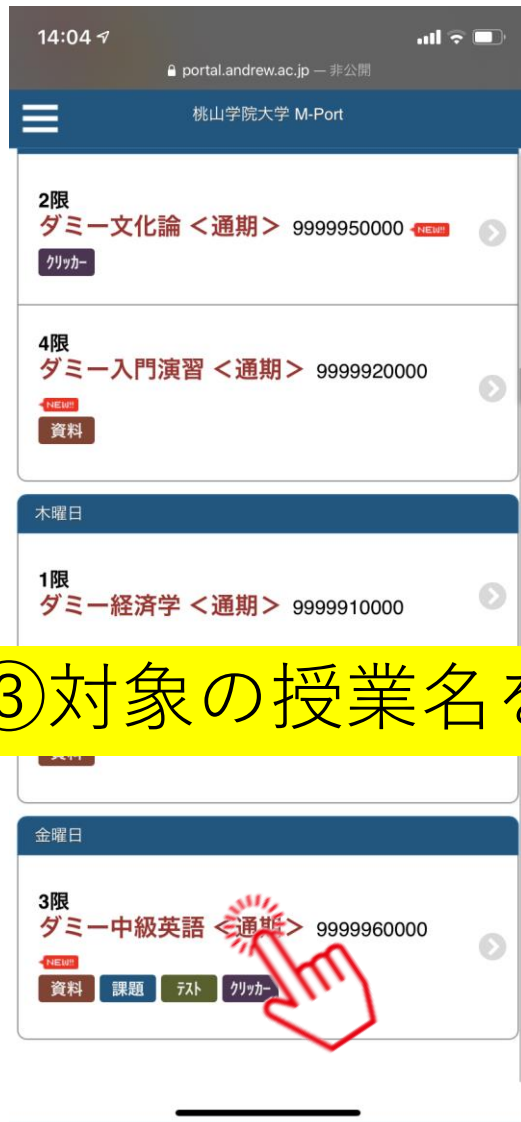 14:04
portal.andrew.ac.jp — 非公開
桃山学院大学 M-Port
2限
ダミー文化論 <通期> 9999950000 NEW!!
クリッカー
4限
ダミー入門演習 <通期> 9999920000
NEW!!
資料
木曜日
1限
ダミー経済学 <通期> 9999910000
③対象の授業名を
資料
金曜日
3限
ダミー中級英語 <通期> 9999960000
NEW!!
資料 課題 テスト クリッカー